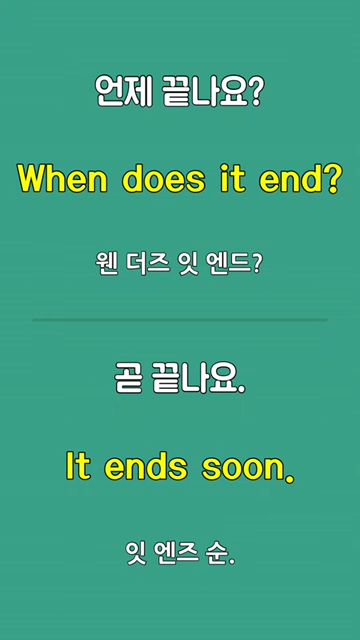 언제 끝나요?
When does it end?
웬 더즈 잇 엔드?
곧 끝나요.
It ends soon.
잇 엔즈 순.